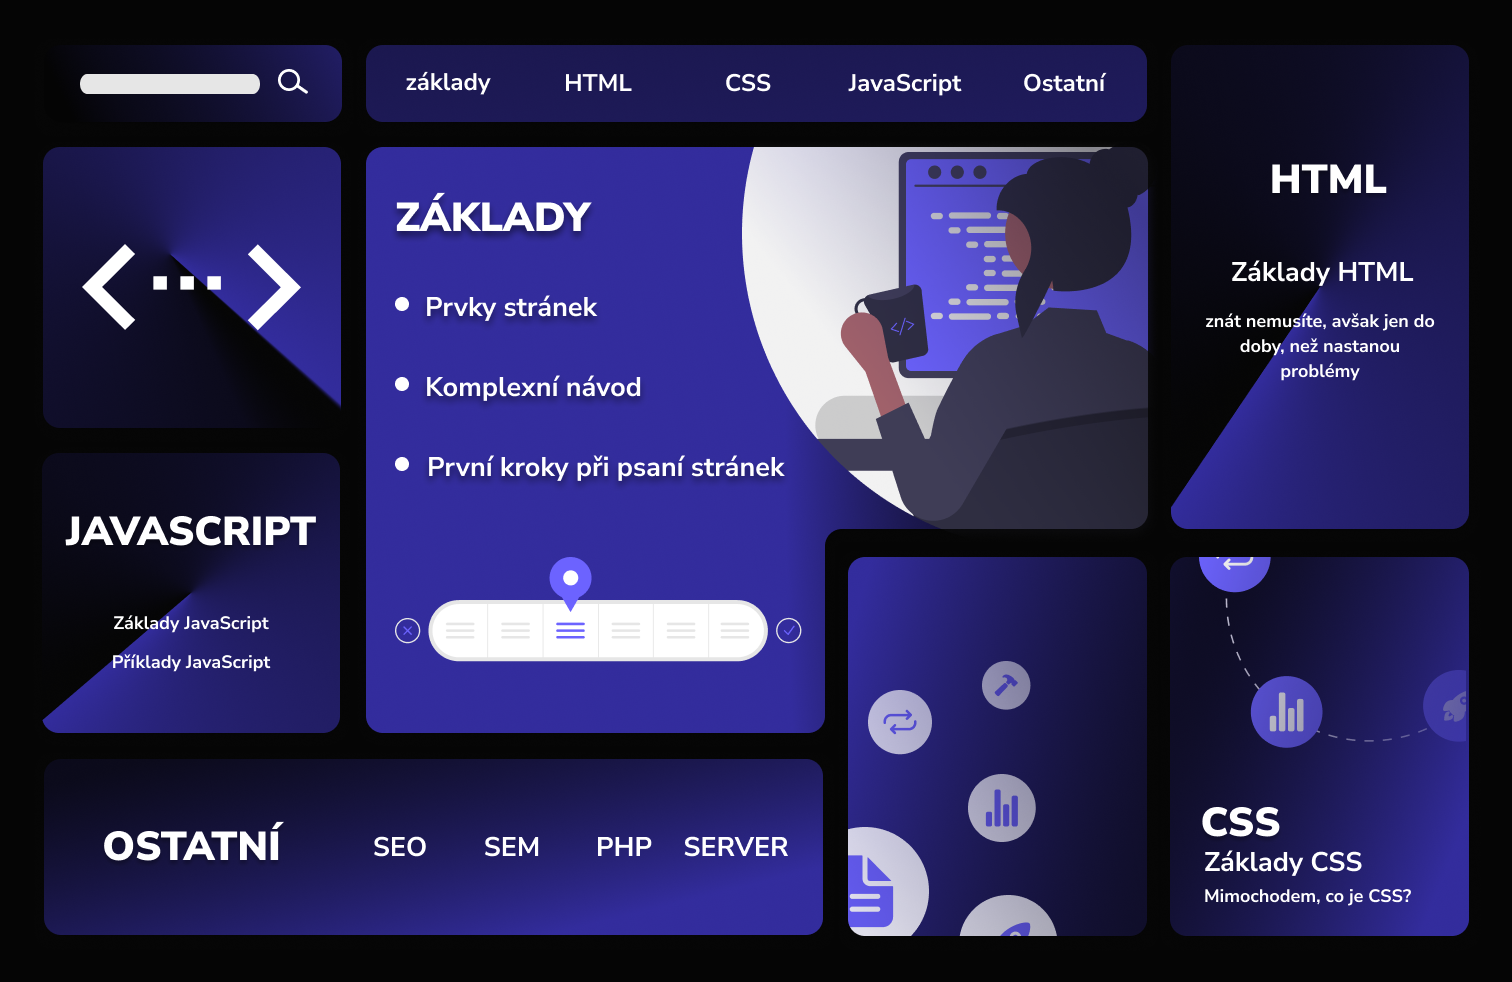 základy HTML CSS JavaScript Ostatní
<...>
ZÁKLADY
Prvky stránek
Komplexní návod
První kroky při psaní stránek
</>
HTML
Základy HTML
znát nemusíte, avšak jen do
doby, než nastanou
problémy
JAVASCRIPT
Základy JavaScript
Příklady JavaScript
OSTATNÍ SEO SEM PHP SERVER
CSS
Základy CSS
Mimochodem, co je CSS?